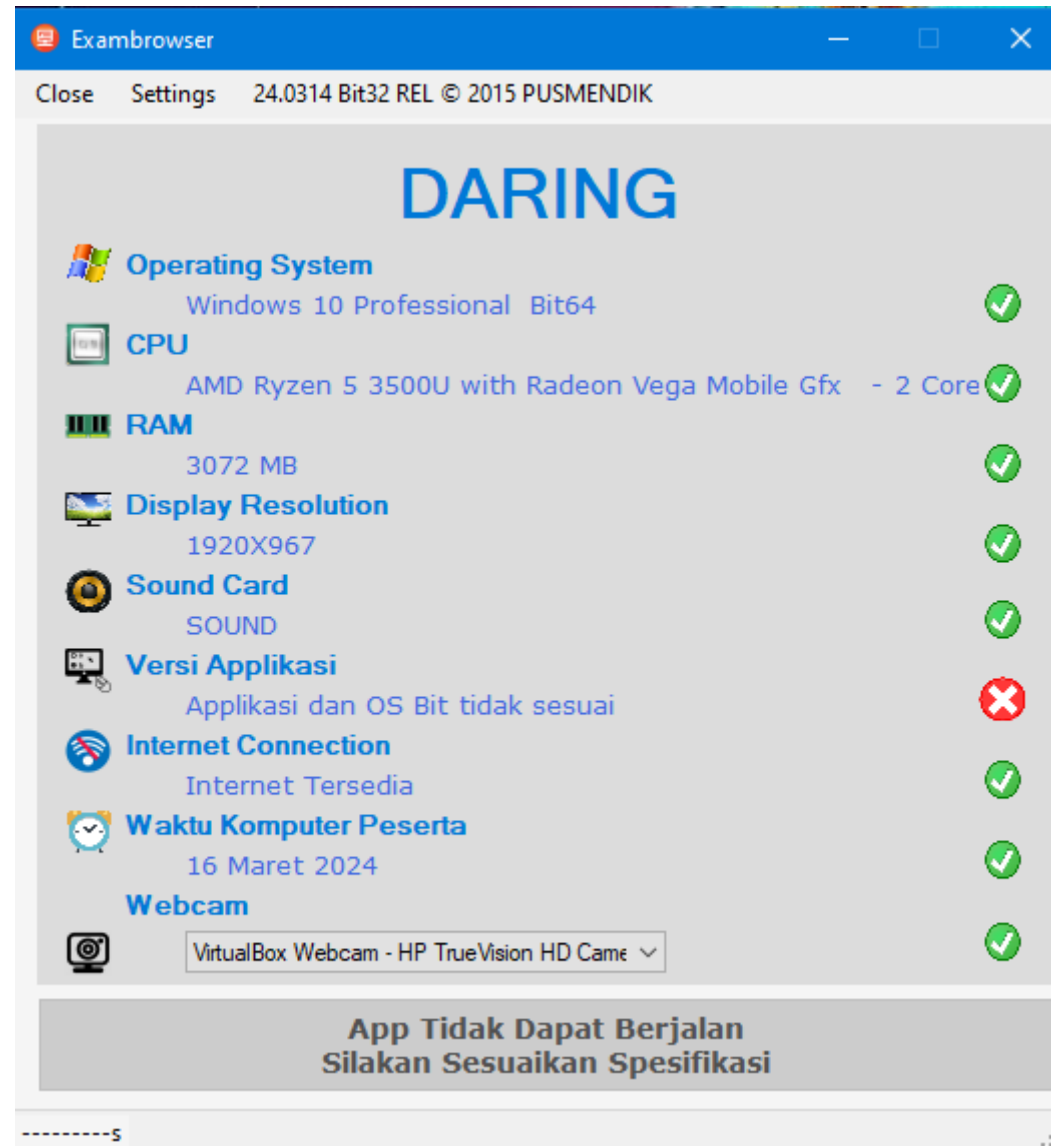 Exambrowser
Close Settings 24.0314 Bit32 REL © 2015 PUSMENDIK
DARING
Operating System
Windows 10 Professional Bit64
CPU
AMD Ryzen 5 3500U with Radeon Vega Mobile Gfx - 2 Core
RAM
3072 MB
Display Resolution
1920X967
Sound Card
SOUND
Versi Applikasi
Applikasi dan OS Bit tidak sesuai
Internet Connection
Internet Tersedia
Waktu Komputer Peserta
16 Maret 2024
Webcam
VirtualBox Webcam - HP TrueVision HD Came
App Tidak Dapat Berjalan
Silakan Sesuaikan Spesifikasi
---------s